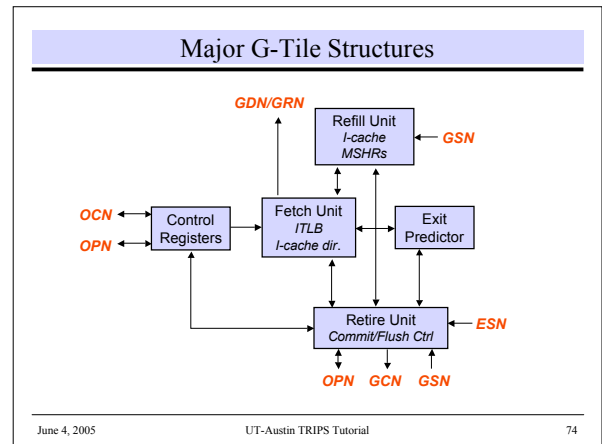 Major G-Tile Structures
GDN/GRN
Refill Unit
I-cache
MSHRs
GSN
OCN
OPN
Control
Registers
Fetch Unit
ITLB
I-cache dir.
Exit
Predictor
Retire Unit
Commit/Flush Ctrl
ESN
OPN GCN GSN
June 4, 2005 UT-Austin TRIPS Tutorial 74